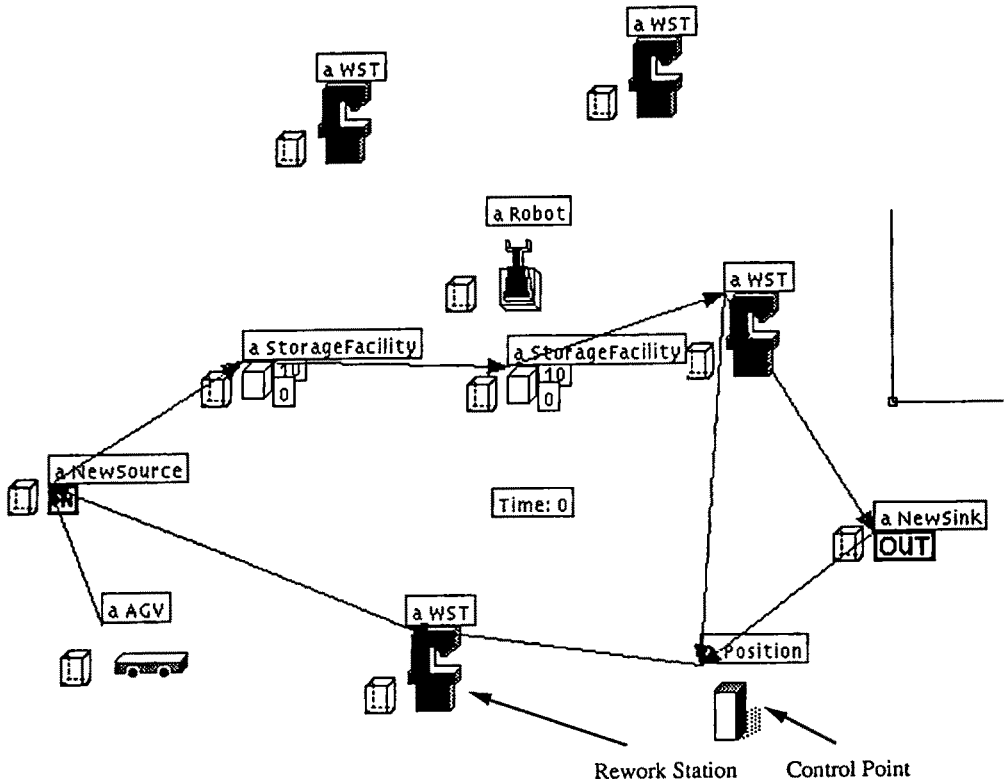 a WST
a WST
a Robot
a WST
a StorageFacility
a StorageFacility
10
10
0
0
a NewSource
IN
Time: 0
a NewSink
OUT
a AGV
a WST
Position
Rework Station
Control Point